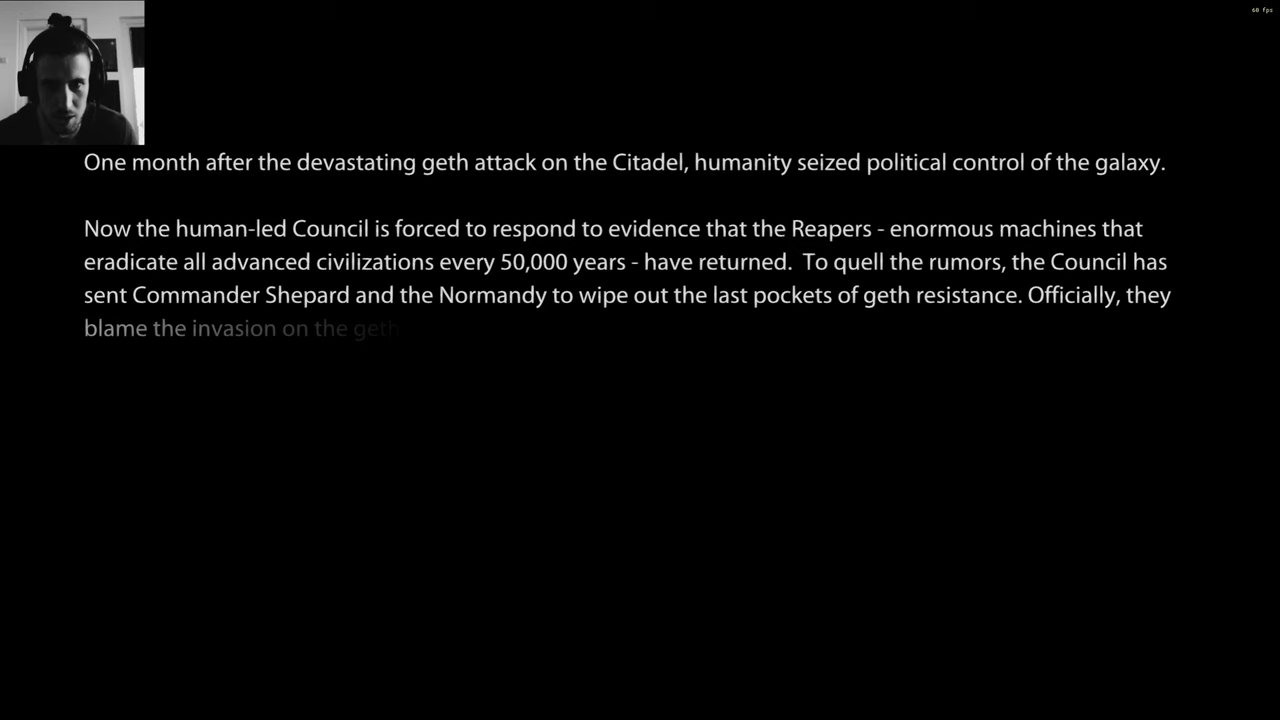 60 fps
One month after the devastating geth attack on the Citadel, humanity seized political control of the galaxy.
Now the human-led Council is forced to respond to evidence that the Reapers - enormous machines that
eradicate all advanced civilizations every 50,000 years - have returned.  To quell the rumors, the Council has
sent Commander Shepard and the Normandy to wipe out the last pockets of geth resistance. Officially, they
blame the invasion on the geth